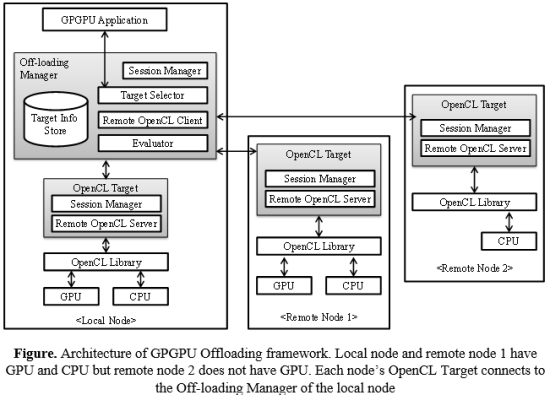 GPGPU Application
Off-loading
Manager
Session Manager
Target Info
Store
Target Selector
Remote OpenCL Client
Evaluator
OpenCL Target
Session Manager
Remote OpenCL Server
OpenCL Library
GPU
CPU
<Local Node>
OpenCL Target
Session Manager
Remote OpenCL Server
OpenCL Library
GPU
CPU
<Remote Node 1>
OpenCL Target
Session Manager
Remote OpenCL Server
OpenCL Library
CPU
<Remote Node 2>
Figure. Architecture of GPGPU Offloading framework. Local node and remote node 1 have
GPU and CPU but remote node 2 does not have GPU. Each node's OpenCL Target connects to
the Off-loading Manager of the local node